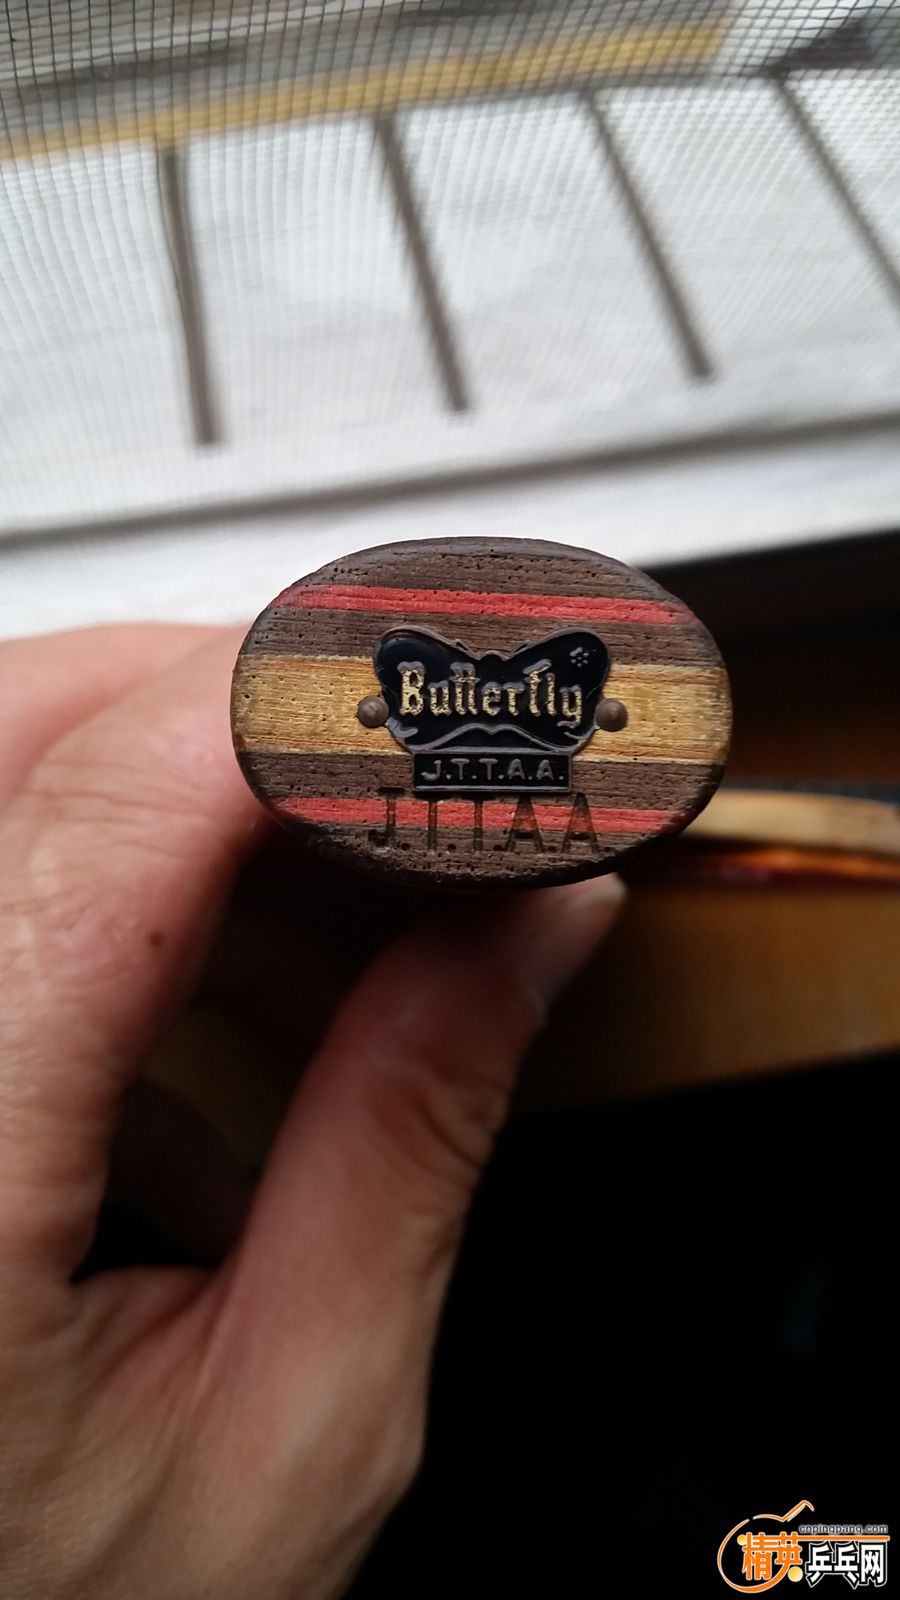 Butterfly
J.T.T.A.A.
J.T.T.A.A
cnpingpang.com
精英乒乓网